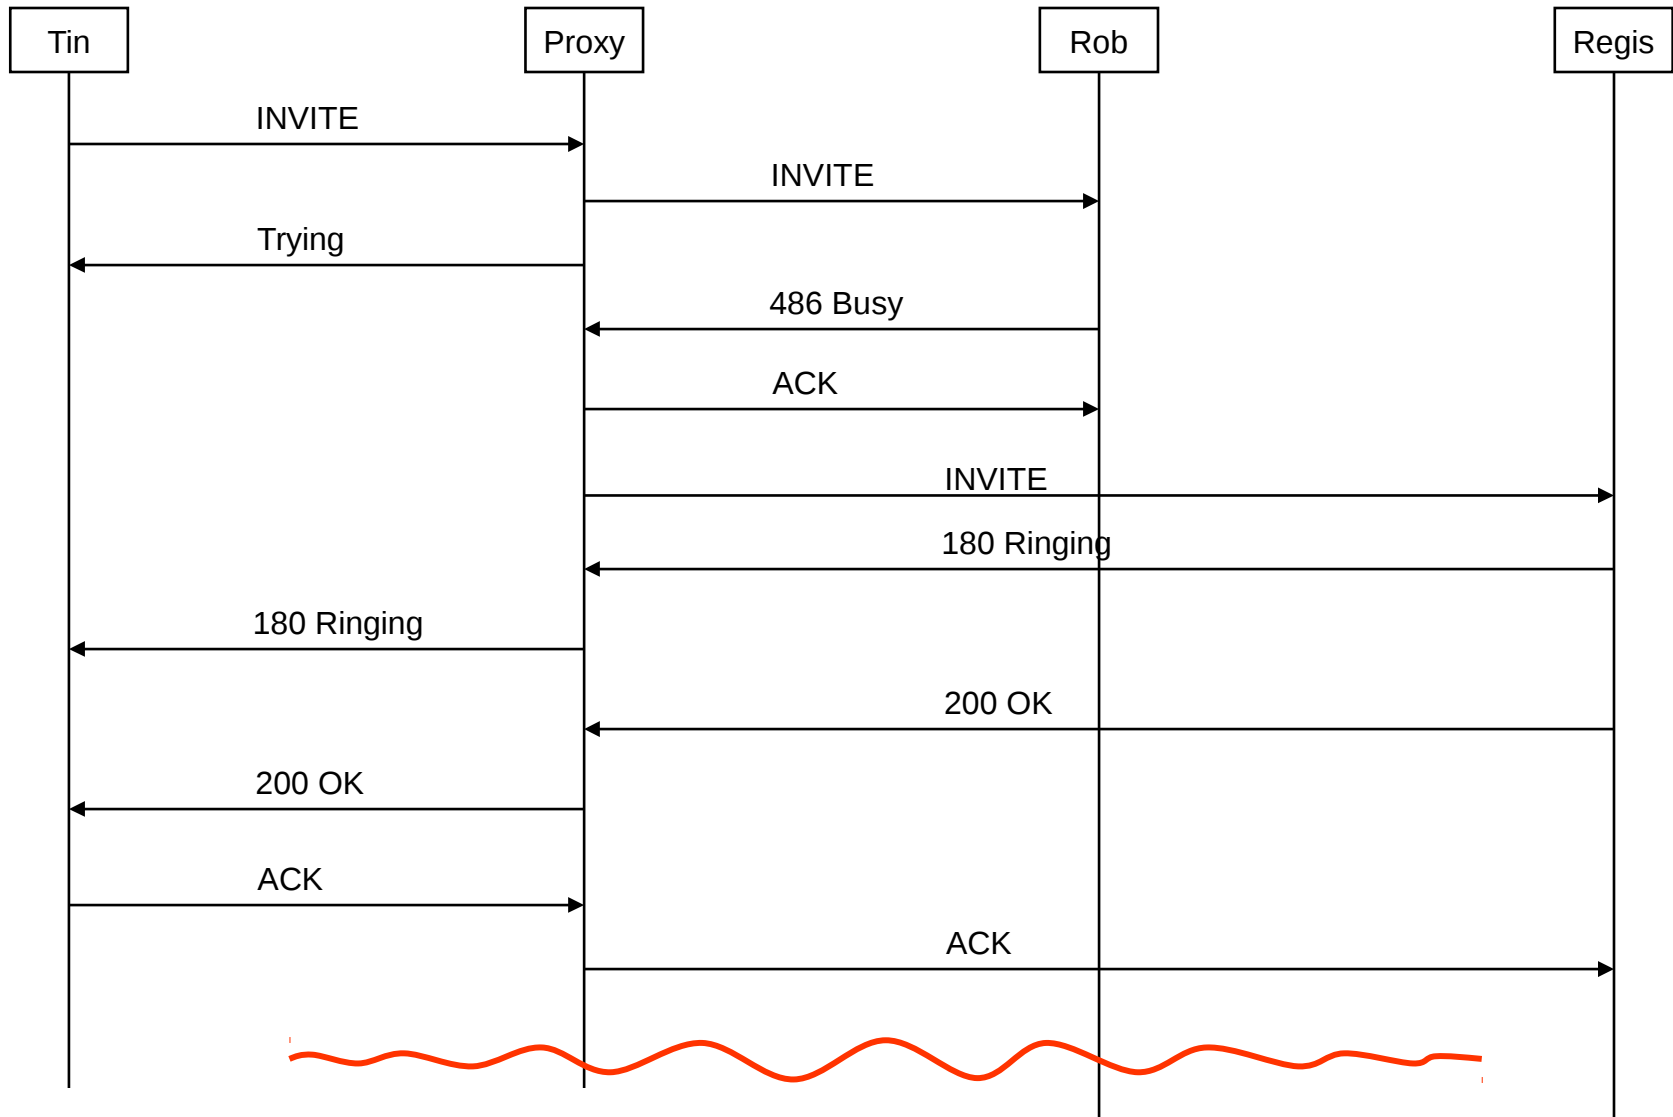 Tin
Proxy
Rob
Regis
INVITE
INVITE
Trying
486 Busy
ACK
INVITE
180 Ringing
180 Ringing
200 OK
200 OK
ACK
ACK